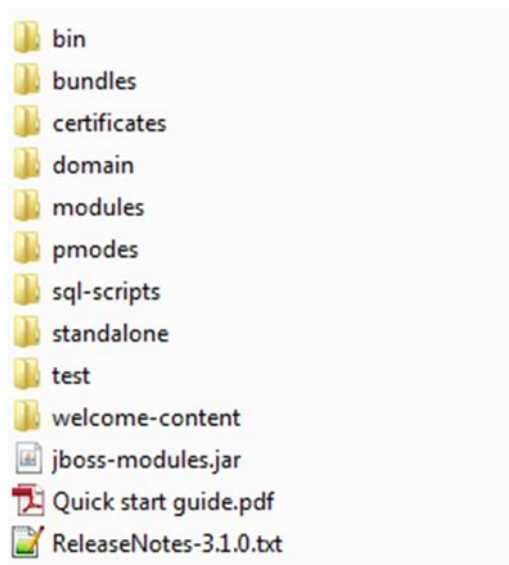 bin
bundles
certificates
domain
modules
pmodes
sql-scripts
standalone
test
welcome-content
jboss-modules.jar
Quick start guide.pdf
ReleaseNotes-3.1.0.txt